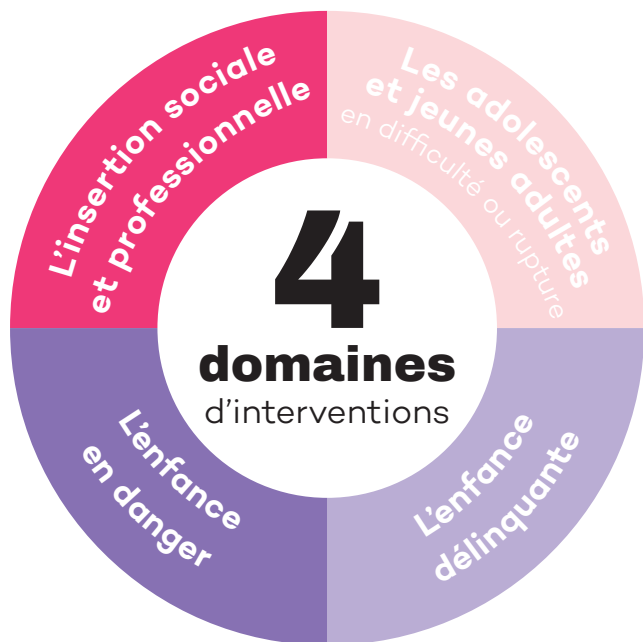 L'insertion sociale
et professionnelle
Les adolescents
et jeunes adultes
en difficulté ou rupture
4
domaines
d'interventions
L'enfance
en danger
L'enfance
délinquante